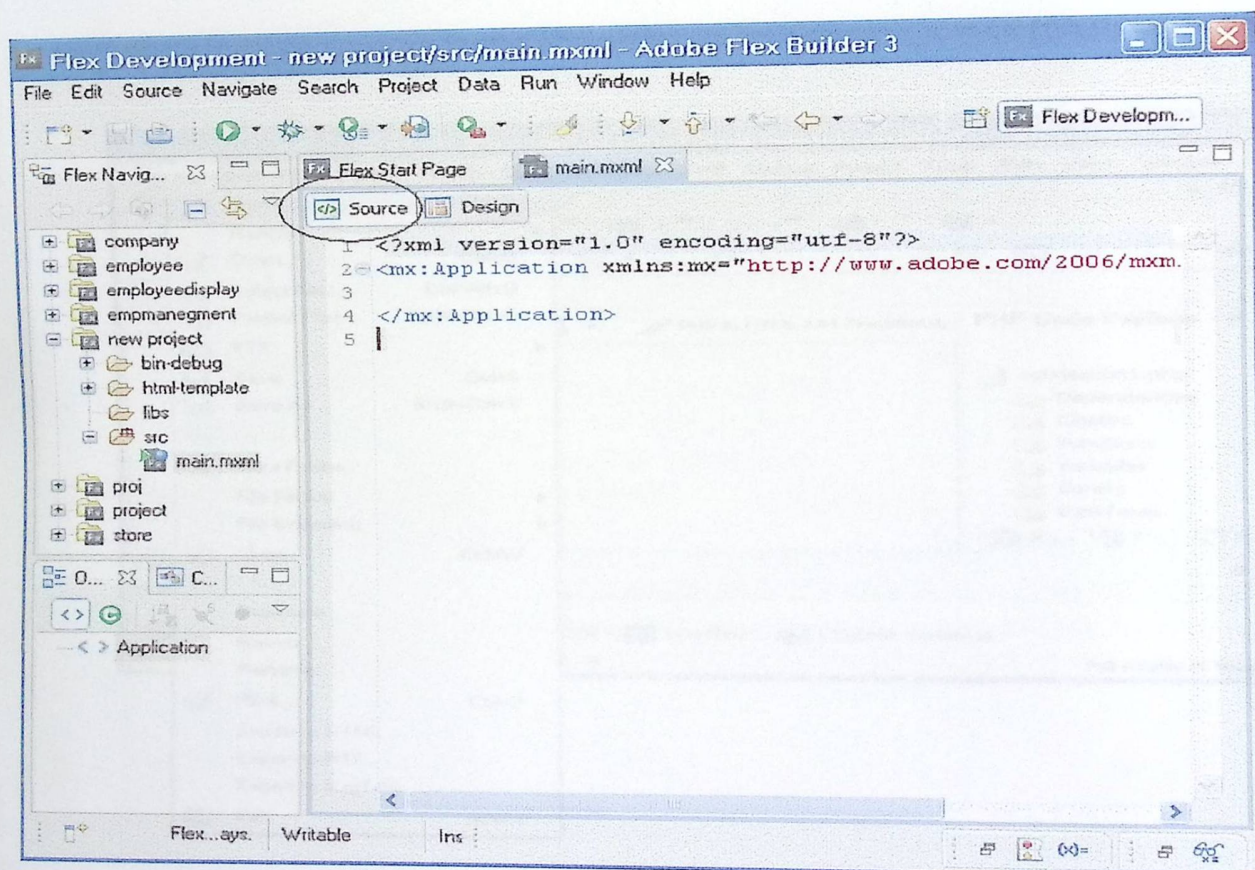 Flex Development - new project/src/main.mxml - Adobe Flex Builder 3
File Edit Source Navigate Search Project Data Run Window Help
Flex Developm...
Flex Navig...
Flex Start Page
main.mxml
Source
Design
company
employee
employeedisplay
empmanegment
new project
bin-debug
html-template
libs
src
main.mxml
proj
project
store
1 <?xml version="1.0" encoding="utf-8"?>
2 <mx:Application xmlns:mx="http://www.adobe.com/2006/mxm.
3
4 </mx:Application>
5
O...
C...
< > Application
Flex...ays.
Writable
Ins
(x)=